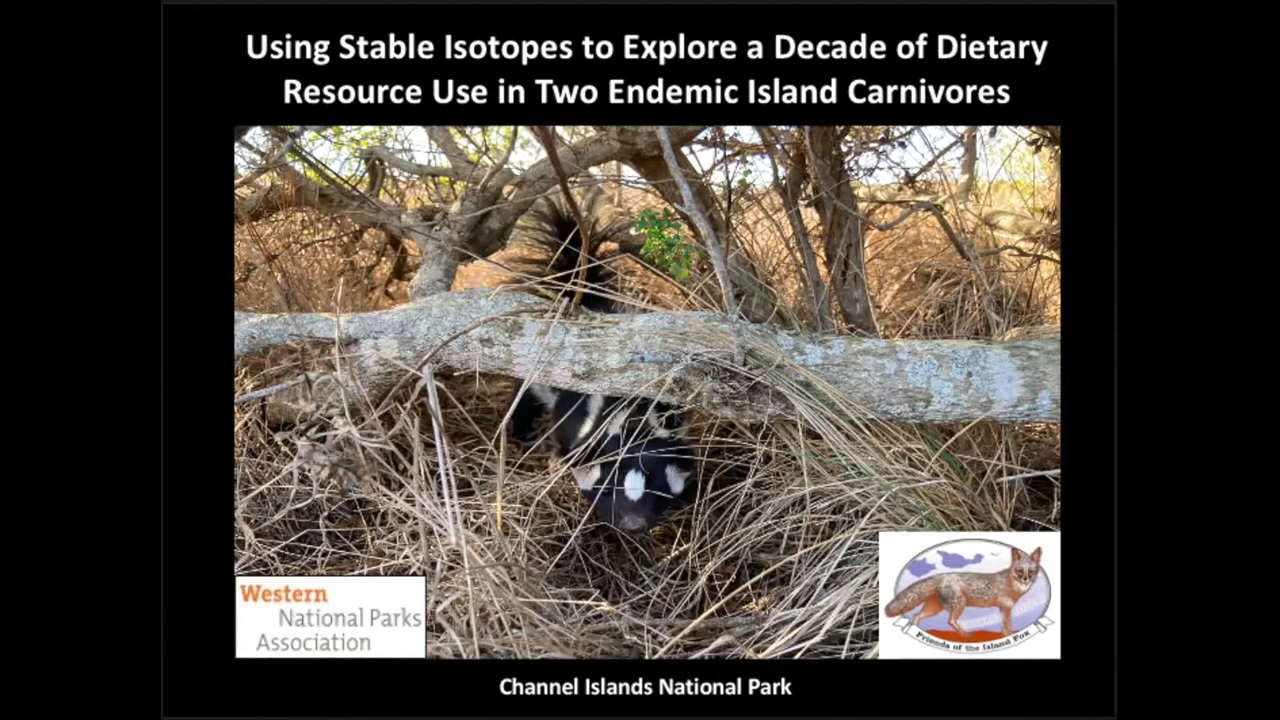 Using Stable Isotopes to Explore a Decade of Dietary
Resource Use in Two Endemic Island Carnivores
Western
National Parks
Association
Friends of the Island Fox
Channel Islands National Park